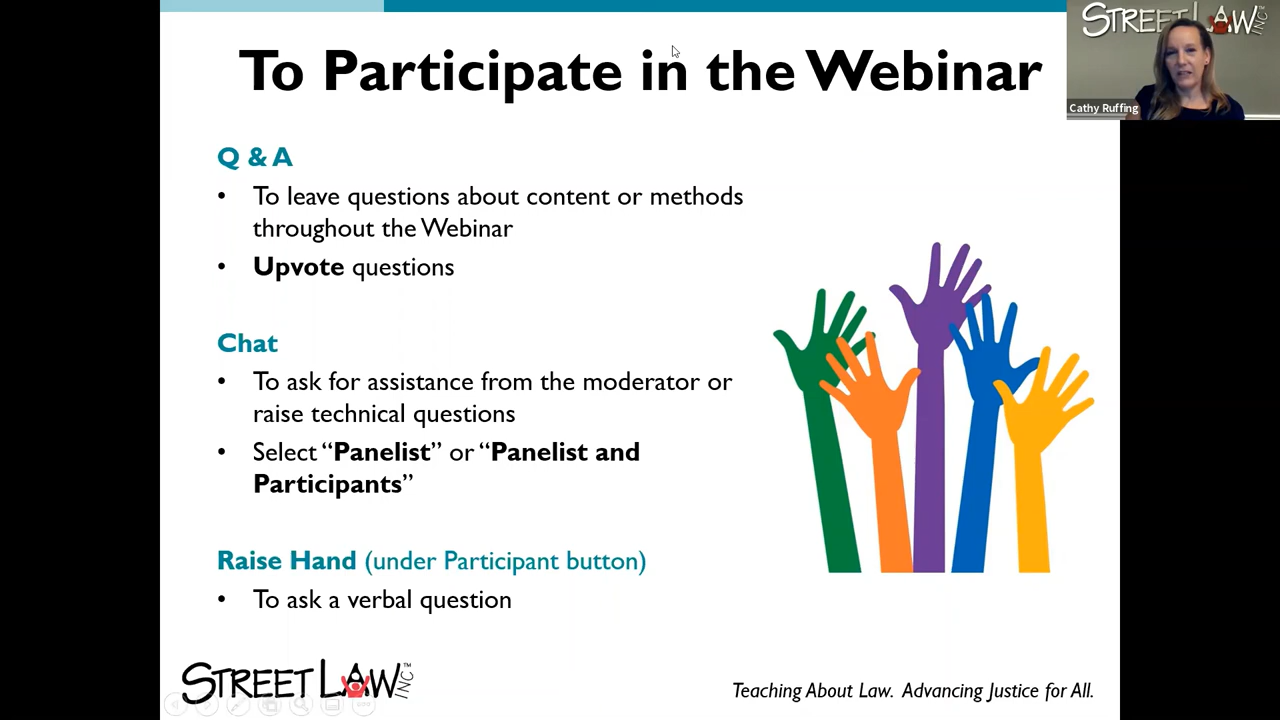 To Participate in the Webinar
STREET LAW INC
Cathy Ruffing
Q & A
• To leave questions about content or methods
throughout the Webinar
• Upvote questions
Chat
• To ask for assistance from the moderator or
raise technical questions
• Select “Panelist” or “Panelist and
Participants”
Raise Hand (under Participant button)
• To ask a verbal question
STREET LAW INC™
Teaching About Law. Advancing Justice for All.